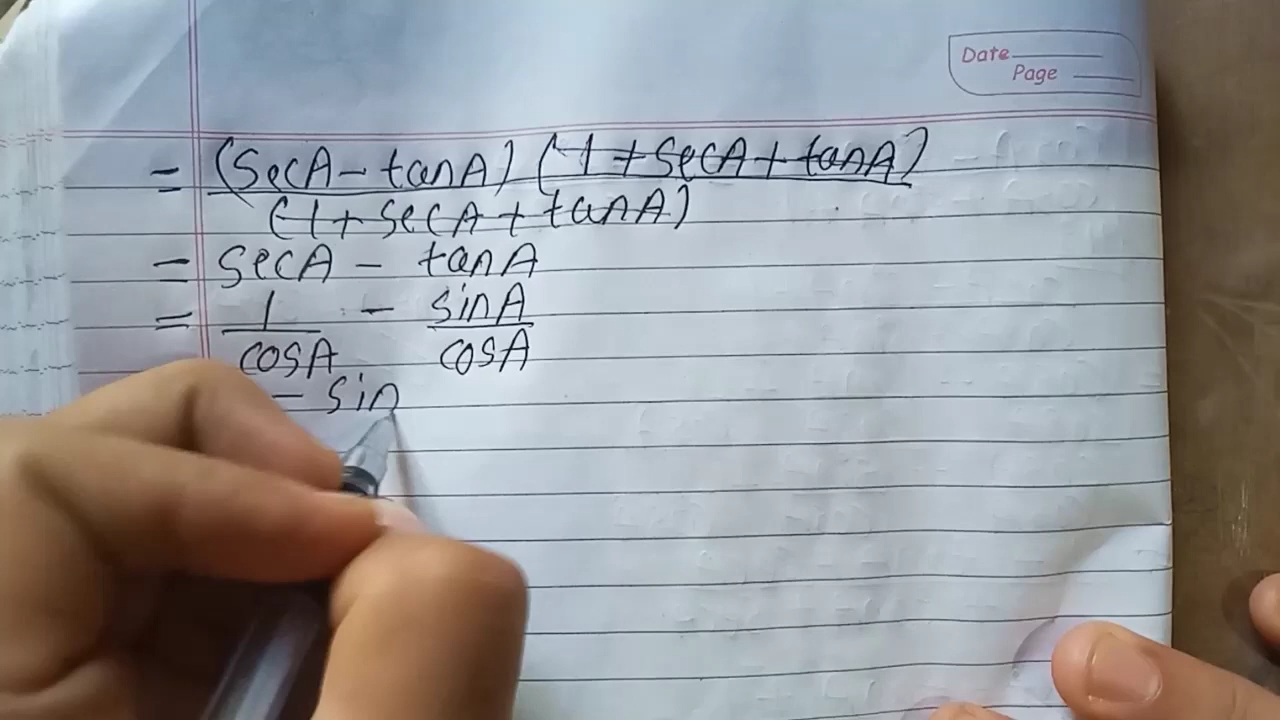 Date
Page
= (SecA - tanA) (1 + SecA + tanA)
(1 + secA + tanA)
= secA - tanA
= 1 - sinA
cosA cosA
- sin